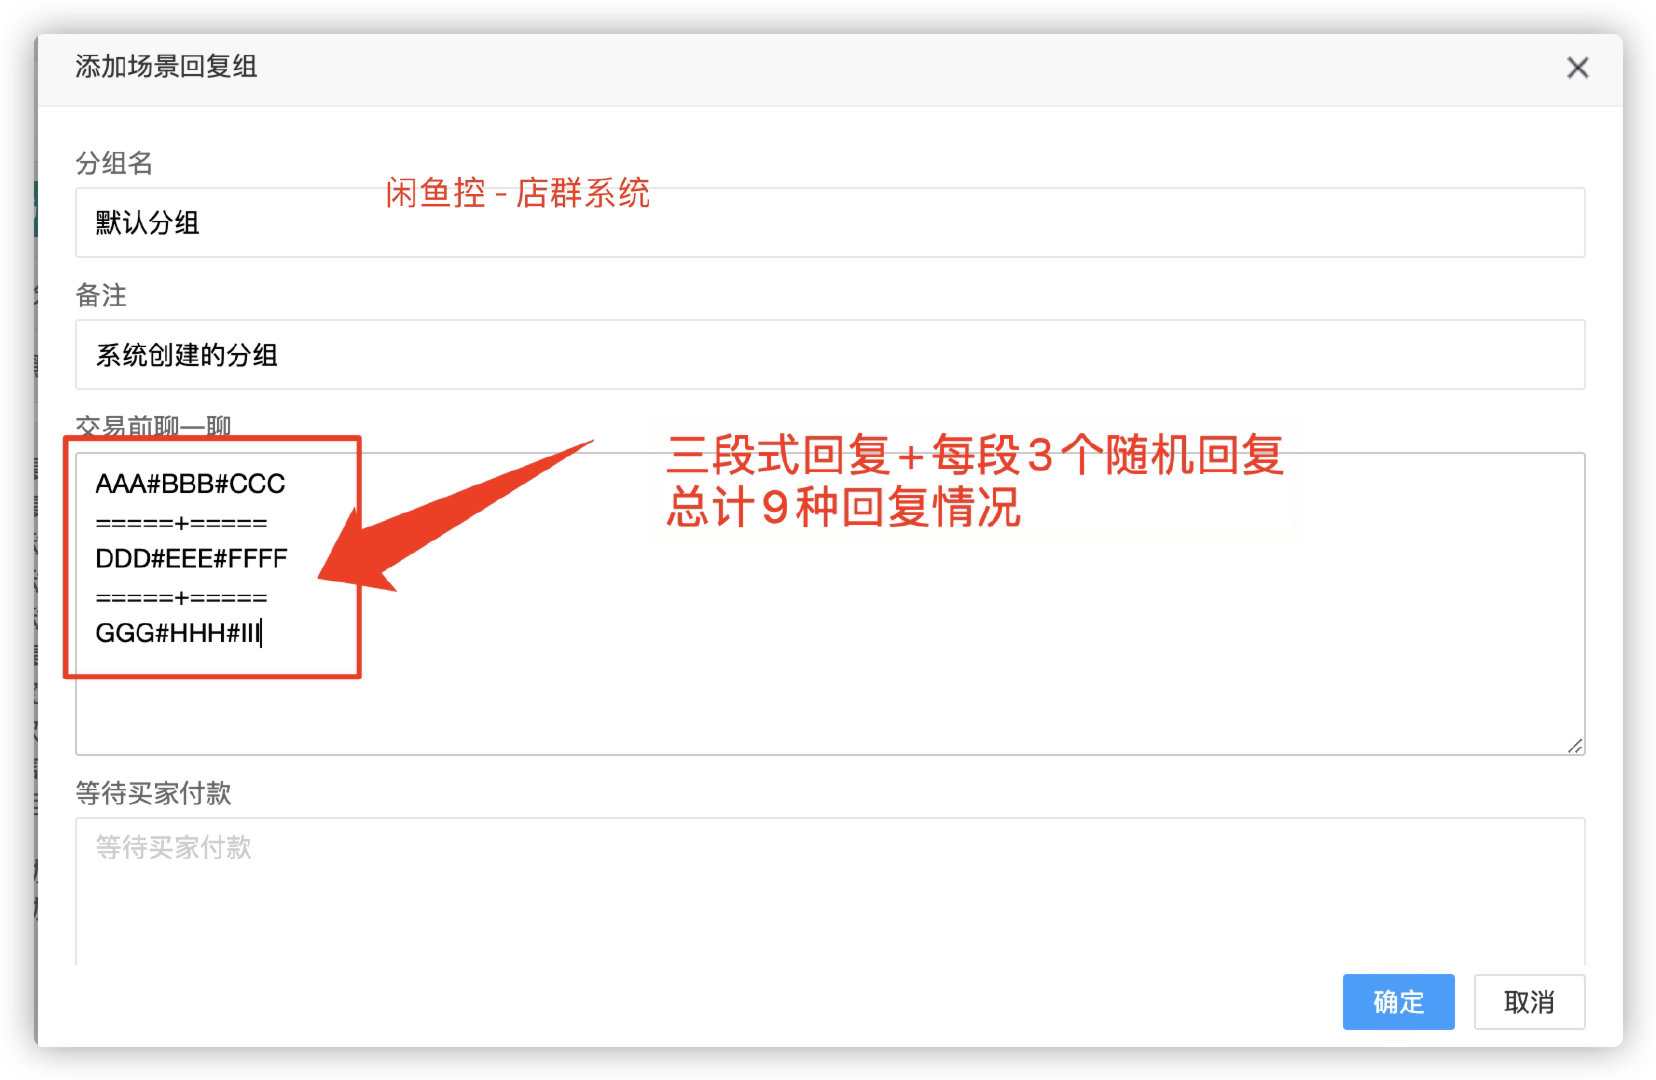 添加场景回复组
分组名
闲鱼控 - 店群系统
默认分组
备注
系统创建的分组
交易前聊一聊
三段式回复+每段3个随机回复
总计9种回复情况
AAA#BBB#CCC
=====+=====
DDD#EEE#FFFF
=====+=====
GGG#HHH#III
等待买家付款
等待买家付款
确定
取消